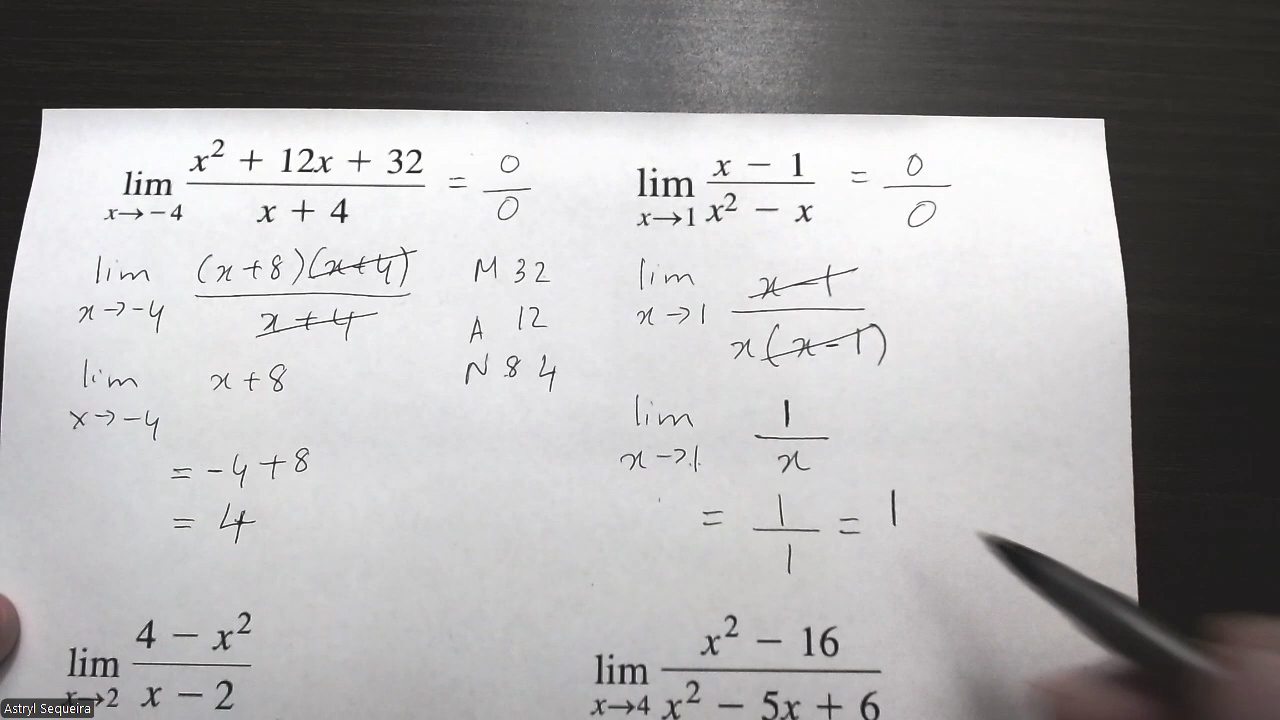 lim x→−4 (x² + 12x + 32)/(x + 4) = 0/0
lim x→−4 (x+8)(x+4)/(x+4)
M 32
A 12
N 8 4
lim x→−4 x+8
= −4+8
= 4
lim x→1 (x − 1)/(x² − x) = 0/0
lim x→1 (x−1)/(x(x−1))
lim x→1 1/x
= 1/1 = 1
lim x→2 (4 − x²)/(x − 2)
lim x→4 (x² − 16)/(x² − 5x + 6)
Astryl Sequeira